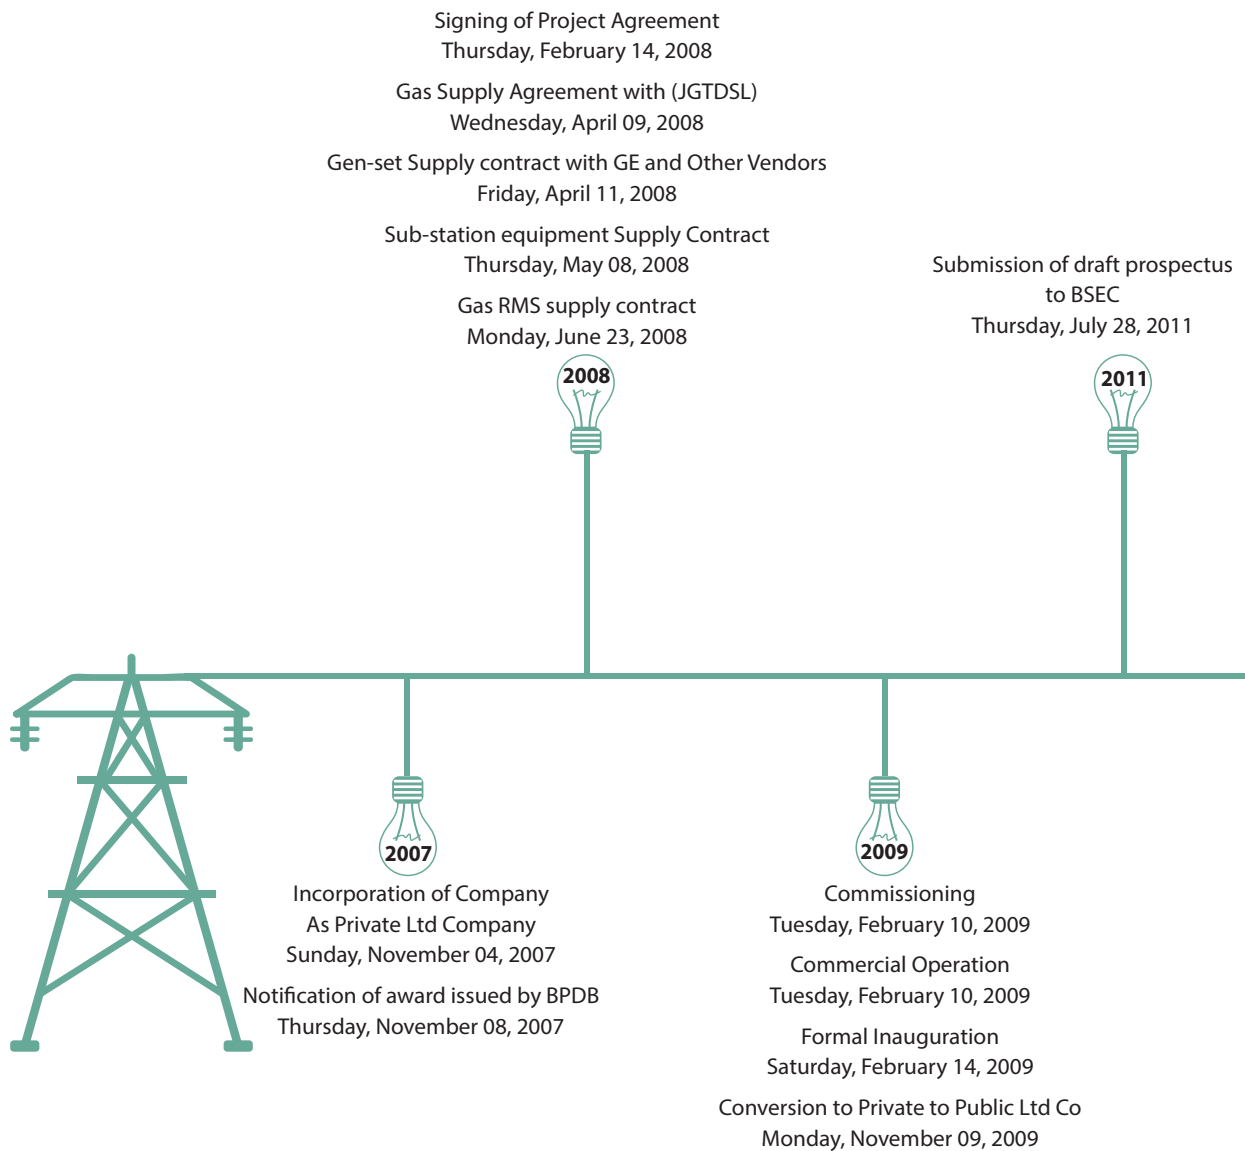 Signing of Project Agreement
Thursday, February 14, 2008
Gas Supply Agreement with (JGTDSL)
Wednesday, April 09, 2008
Gen-set Supply contract with GE and Other Vendors
Friday, April 11, 2008
Sub-station equipment Supply Contract
Thursday, May 08, 2008
Gas RMS supply contract
Monday, June 23, 2008
2008
Submission of draft prospectus
to BSEC
Thursday, July 28, 2011
2011
2007
Incorporation of Company
As Private Ltd Company
Sunday, November 04, 2007
Notification of award issued by BPDB
Thursday, November 08, 2007
2009
Commissioning
Tuesday, February 10, 2009
Commercial Operation
Tuesday, February 10, 2009
Formal Inauguration
Saturday, February 14, 2009
Conversion to Private to Public Ltd Co
Monday, November 09, 2009